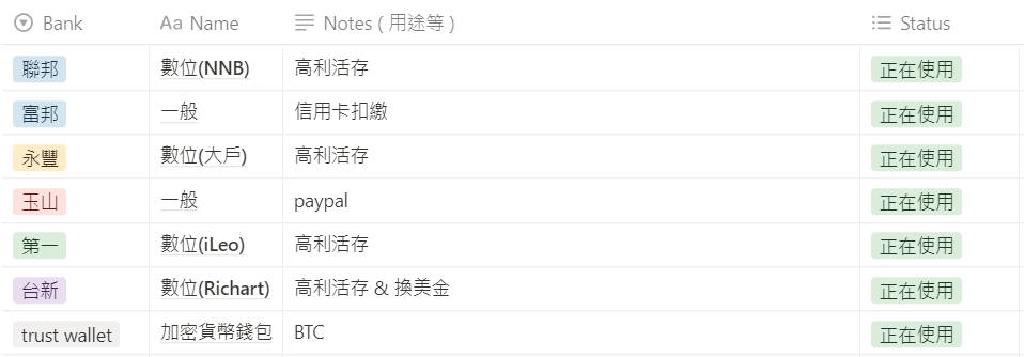 Bank Name Notes ( 用途等 ) Status
聯邦 數位(NNB) 高利活存 正在使用
富邦 一般 信用卡扣繳 正在使用
永豐 數位(大戶) 高利活存 正在使用
玉山 一般 paypal 正在使用
第一 數位(iLeo) 高利活存 正在使用
台新 數位(Richart) 高利活存 & 換美金 正在使用
trust wallet 加密貨幣錢包 BTC 正在使用